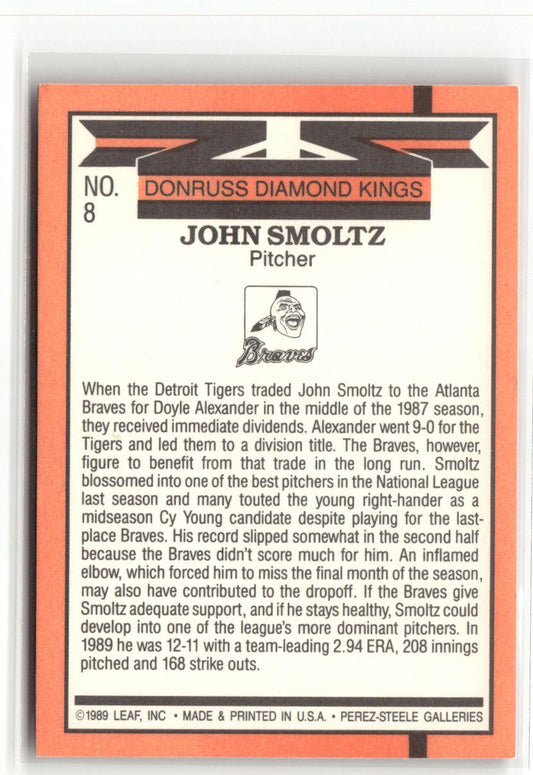 NO.
8
DONRUSS DIAMOND KINGS
JOHN SMOLTZ
Pitcher
Braves
When the Detroit Tigers traded John Smoltz to the Atlanta
Braves for Doyle Alexander in the middle of the 1987 season,
they received immediate dividends. Alexander went 9-0 for the
Tigers and led them to a division title. The Braves, however,
figure to benefit from that trade in the long run. Smoltz
blossomed into one of the best pitchers in the National League
last season and many touted the young right-hander as a
midseason Cy Young candidate despite playing for the last-
place Braves. His record slipped somewhat in the second half
because the Braves didn't score much for him. An inflamed
elbow, which forced him to miss the final month of the season,
may also have contributed to the dropoff. If the Braves give
Smoltz adequate support, and if he stays healthy, Smoltz could
develop into one of the league's more dominant pitchers. In
1989 he was 12-11 with a team-leading 2.94 ERA, 208 innings
pitched and 168 strike outs.
©1989 LEAF, INC • MADE & PRINTED IN U.S.A. • PEREZ-STEELE GALLERIES